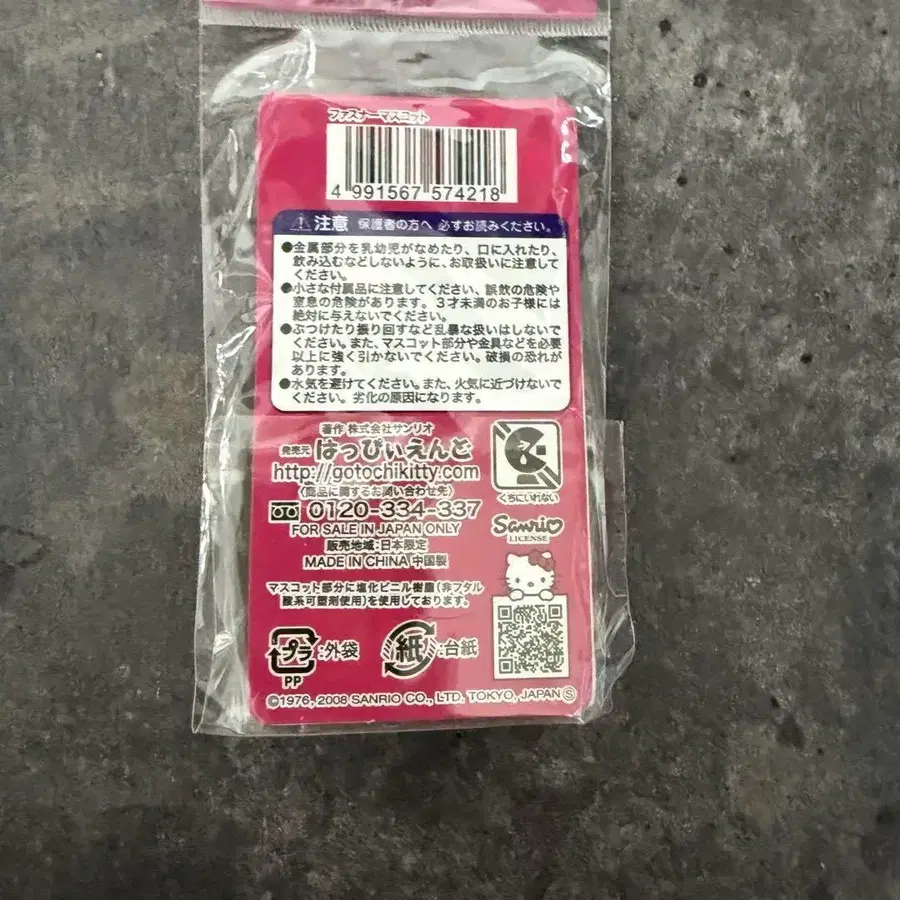 ファスナーマスコット
4 991567 574218
注意 保護者の方へ 必ずお読みください。
●金属部分を乳幼児がなめたり、口に入れたり、
飲み込むなどしないように、お取扱いに注意して
ください。
●小さな付属品に注意してください、誤飲の危険や
窒息の危険があります。3才未満のお子様には
絶対に与えないでください。
●ぶつけたり振り回すなど乱暴な扱いはしないで
ください。また、マスコット部分や金具などを必要
以上に強く引かないでください。破損の恐れが
あります。
●水気を避けてください。また、火気に近づけないで
ください。劣化の原因になります。
著作 株式会社サンリオ
発売元 はっぴぃえんど
http://gotochikitty.com
〈商品に関するお問い合わせ先〉
0120-334-337
FOR SALE IN JAPAN ONLY
販売地域:日本限定
MADE IN CHINA 中国製
くちにいれない
Sanrio
LICENSE
マスコット部分に塩化ビニル樹脂(非フタル
酸系可塑剤使用)を使用しております。
プラ :外袋
PP
紙 :台紙
©1976, 2008 SANRIO CO., LTD. TOKYO, JAPAN Ⓢ